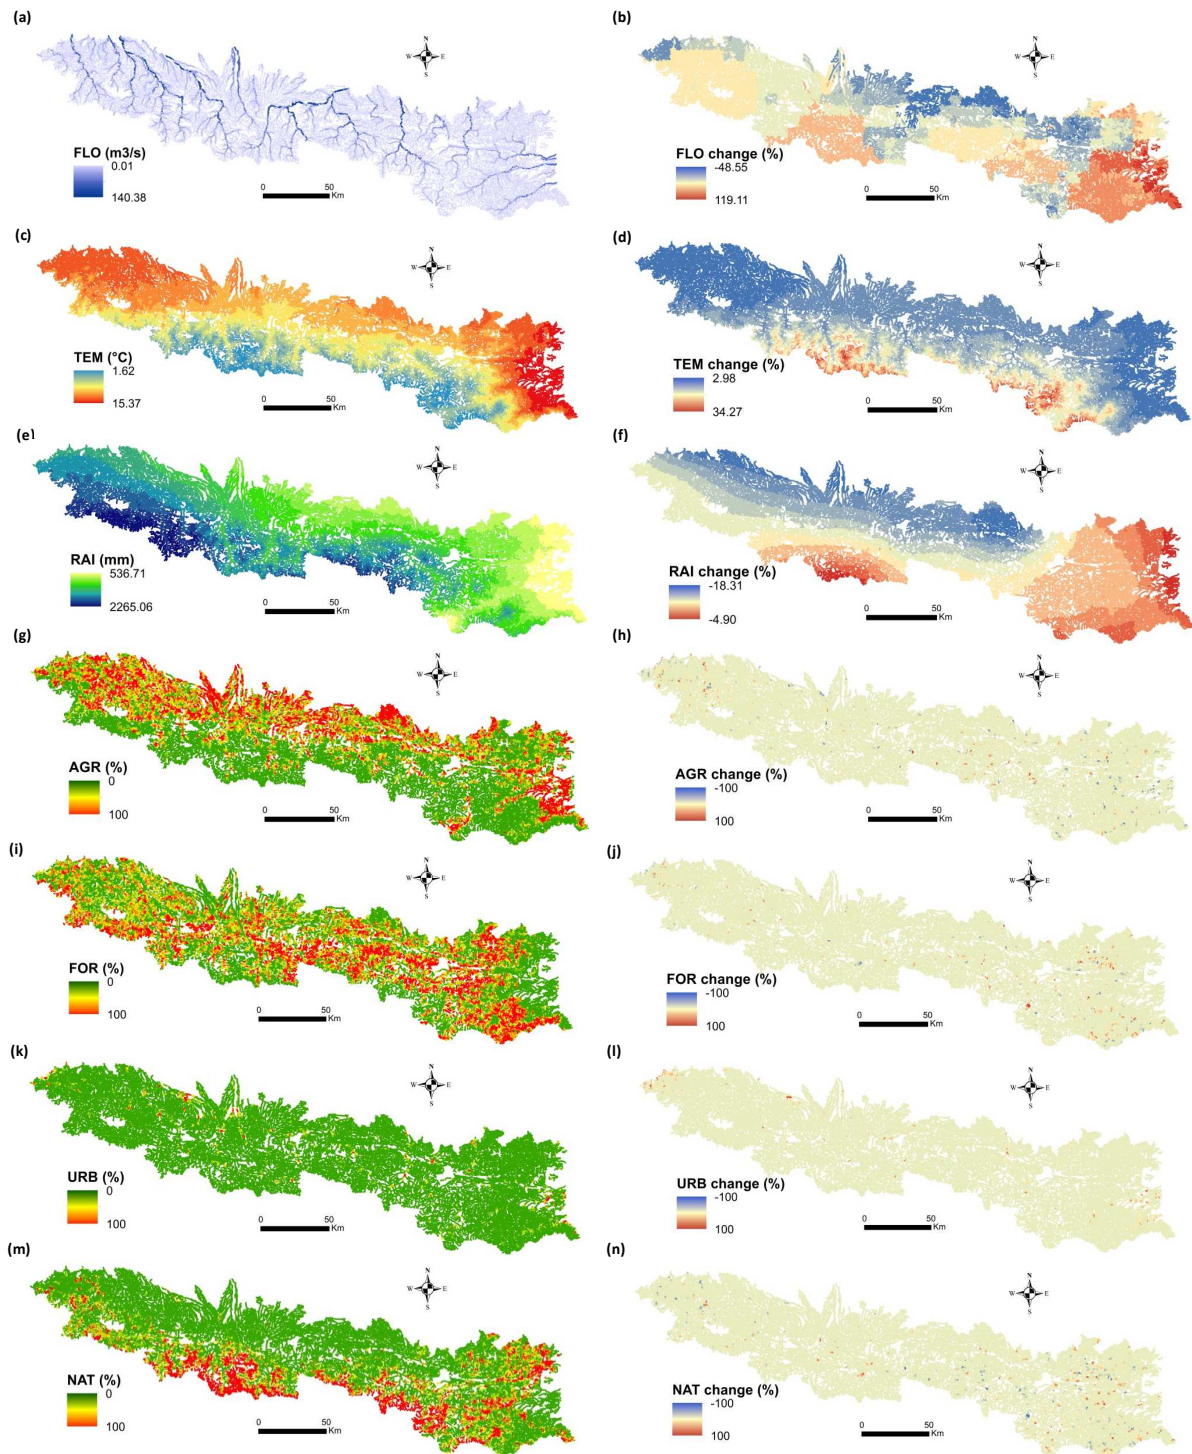 (a)
N
W E
S
FLO (m3/s)
0.01
140.38
0 50
Km
(b)
N
W E
S
FLO change (%)
-48.55
119.11
0 50
Km
(c)
N
W E
S
TEM (°C)
1.62
15.37
0 50
Km
(d)
N
W E
S
TEM change (%)
2.98
34.27
0 50
Km
(e)
N
W E
S
RAI (mm)
536.71
2265.06
0 50
Km
(f)
N
W E
S
RAI change (%)
-18.31
-4.90
0 50
Km
(g)
N
W E
S
AGR (%)
0
100
0 50
Km
(h)
N
W E
S
AGR change (%)
-100
100
0 50
Km
(i)
N
W E
S
FOR (%)
0
100
0 50
Km
(j)
N
W E
S
FOR change (%)
-100
100
0 50
Km
(k)
N
W E
S
URB (%)
0
100
0 50
Km
(l)
N
W E
S
URB change (%)
-100
100
0 50
Km
(m)
N
W E
S
NAT (%)
0
100
0 50
Km
(n)
N
W E
S
NAT change (%)
-100
100
0 50
Km